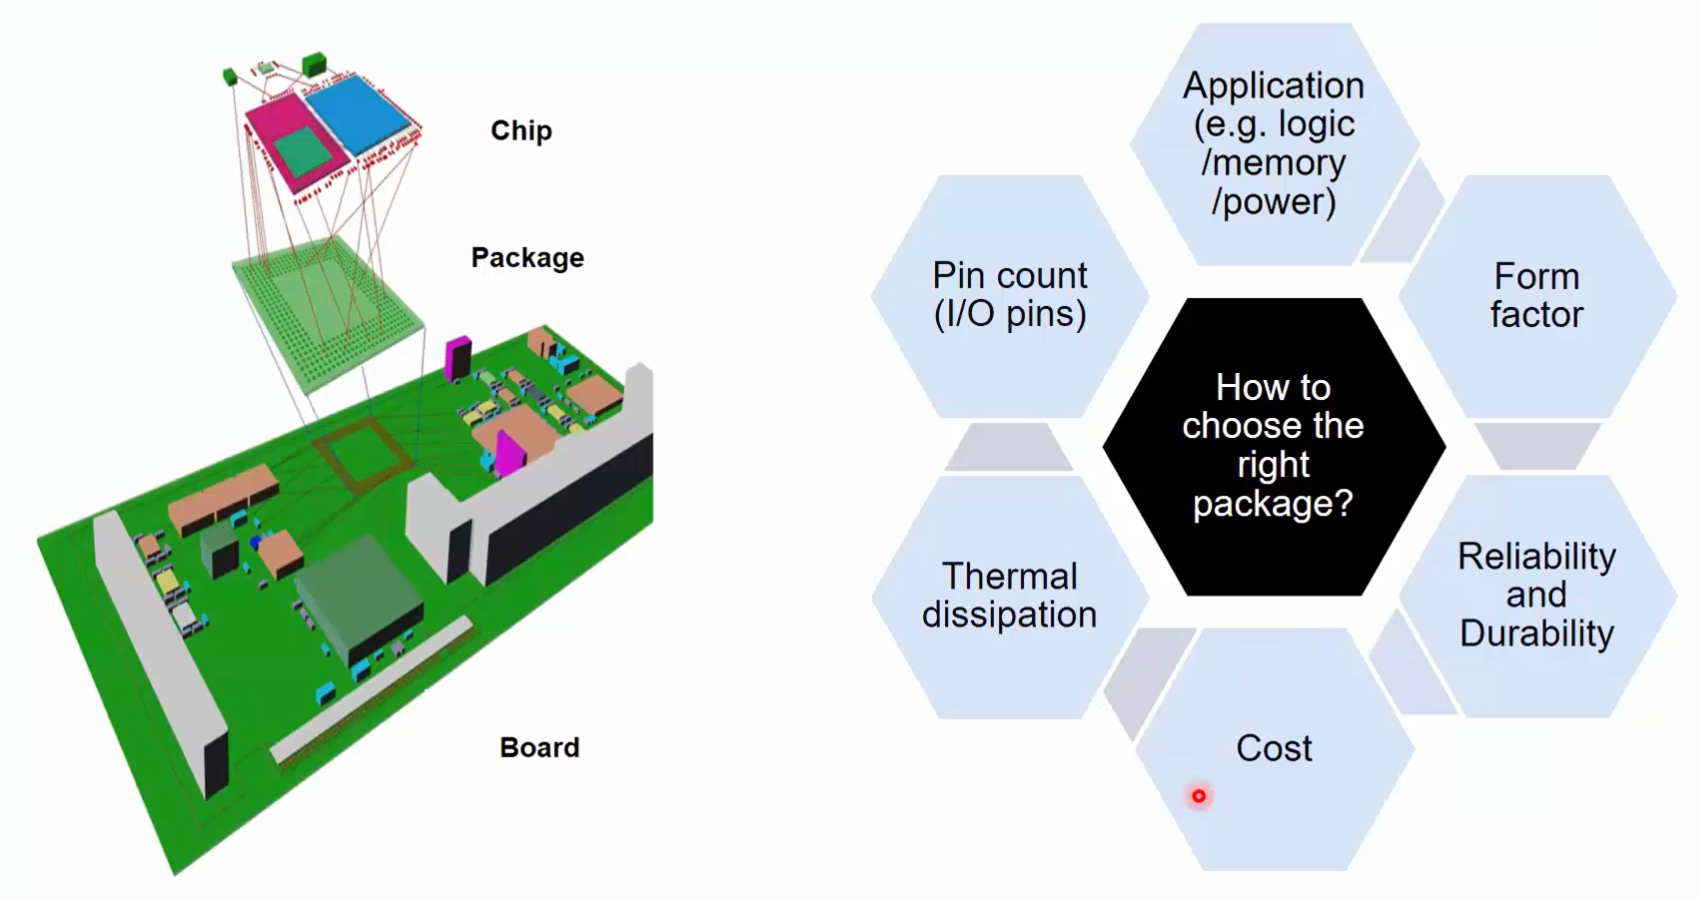 Chip
Package
Board
Application
(e.g. logic
/memory
/power)
Pin count
(I/O pins)
Form
factor
How to
choose the
right
package?
Thermal
dissipation
Reliability
and
Durability
Cost